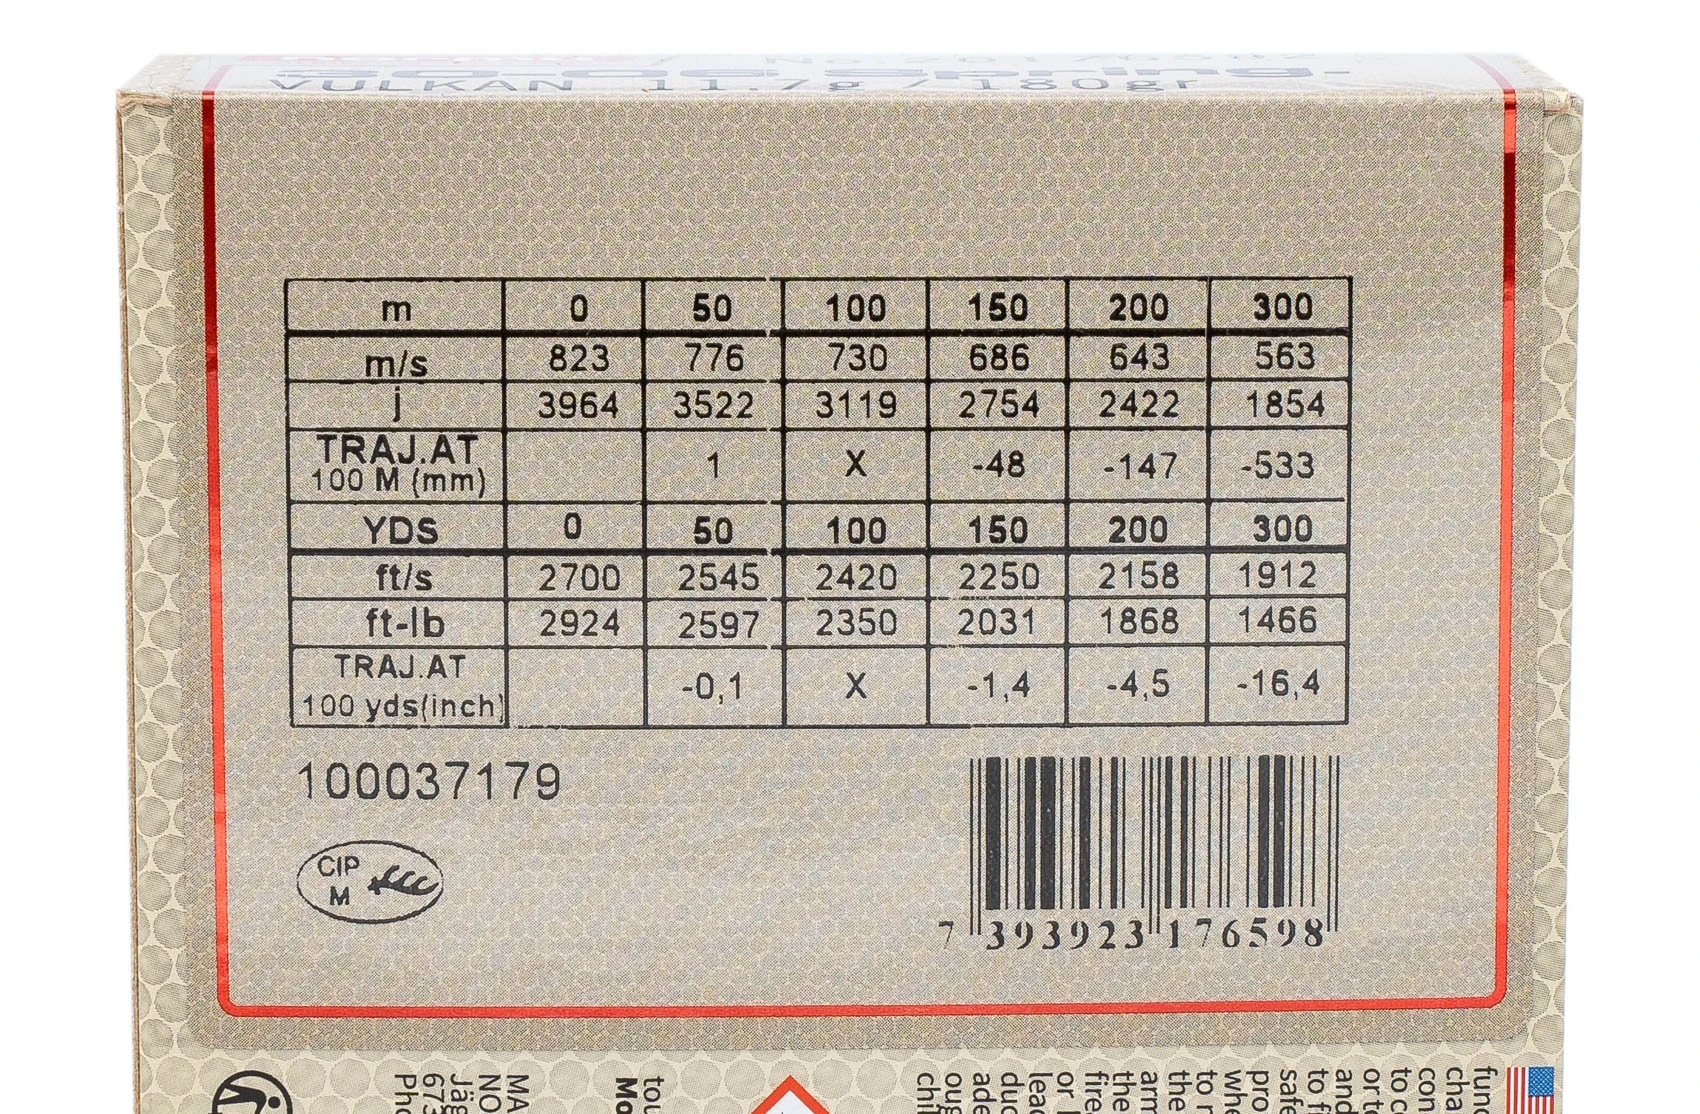 30-06 Spring.
VULKAN 11.7g /180gr
m 0 50 100 150 200 300
m/s 823 776 730 686 643 563
j 3964 3522 3119 2754 2422 1854
TRAJ.AT
100 M (mm) 1 X -48 -147 -533
YDS 0 50 100 150 200 300
ft/s 2700 2545 2420 2250 2158 1912
ft-lb 2924 2597 2350 2031 1868 1466
TRAJ.AT
100 yds(inch) -0,1 X -1,4 -4,5 -16,4
100037179
CIP
M
7 393923 176598